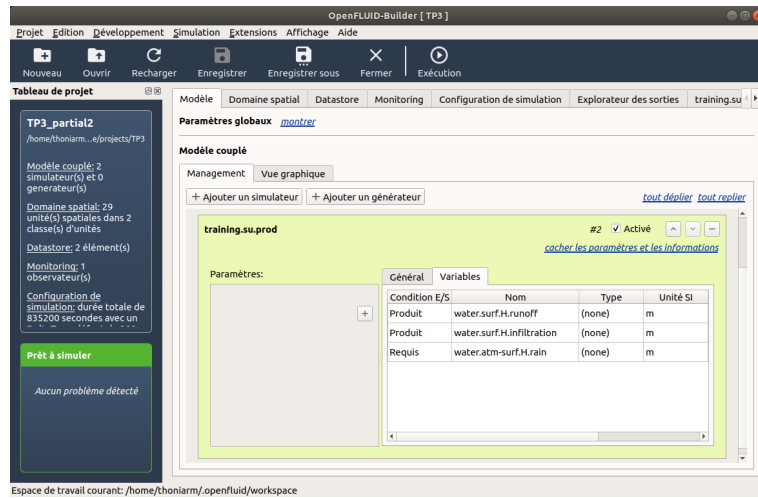 OpenFLUID-Builder [ TP3 ]
Projet Edition Développement Simulation Extensions Affichage Aide
Nouveau Ouvrir Recharger Enregistrer Enregistrer sous Fermer Exécution
Tableau de projet
TP3_partial2
/home/thoniarm...e/projects/TP3
Modèle couplé: 2
simulateur(s) et 0
generateur(s)
Domaine spatial: 29
unité(s) spatiales dans 2
classe(s) d'unités
Datastore: 2 élément(s)
Monitoring: 1
observateur(s)
Configuration de
simulation: durée totale de
835200 secondes avec un
Prêt à simuler
Aucun problème détecté
Modèle Domaine spatial Datastore Monitoring Configuration de simulation Explorateur des sorties training.su
Paramètres globaux montrer
Modèle couplé
Management Vue graphique
+ Ajouter un simulateur + Ajouter un générateur tout déplier tout replier
training.su.prod #2 Activé
cacher les paramètres et les informations
Paramètres:
+
Général Variables
Condition E/S Nom Type Unité SI
Produit water.surf.H.runoff (none) m
Produit water.surf.H.infiltration (none) m
Requis water.atm-surf.H.rain (none) m
Espace de travail courant: /home/thoniarm/.openfluid/workspace